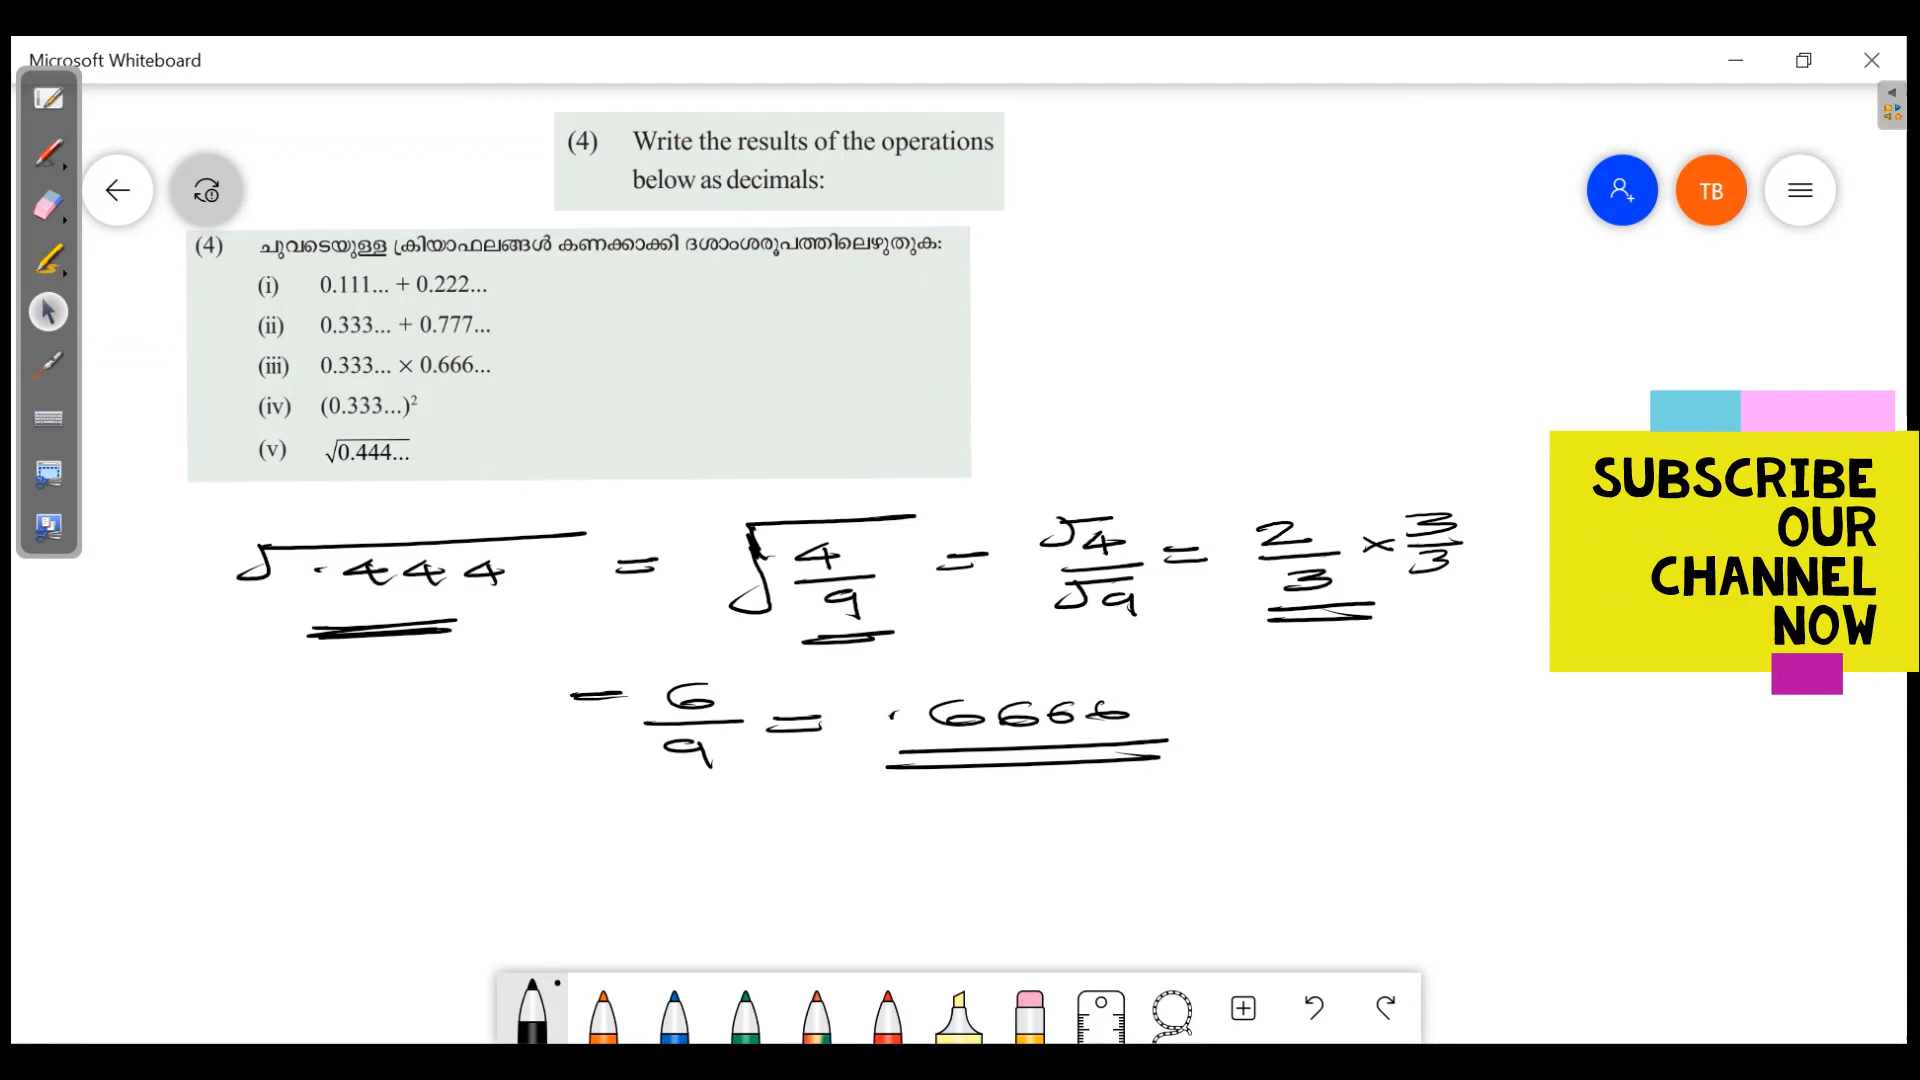 Microsoft Whiteboard
(4) Write the results of the operations
below as decimals:
TB
(4) ചുവടെയുള്ള ക്രിയാഫലങ്ങൾ കണക്കാക്കി ദശാംശരൂപത്തിലെഴുതുക:
(i) 0.111... + 0.222...
(ii) 0.333... + 0.777...
(iii) 0.333... × 0.666...
(iv) (0.333...)²
(v) √0.444...
√.444 = √4/9 = √4/√9 = 2/3 × 3/3
= 6/9 = .6666
SUBSCRIBE
OUR
CHANNEL
NOW